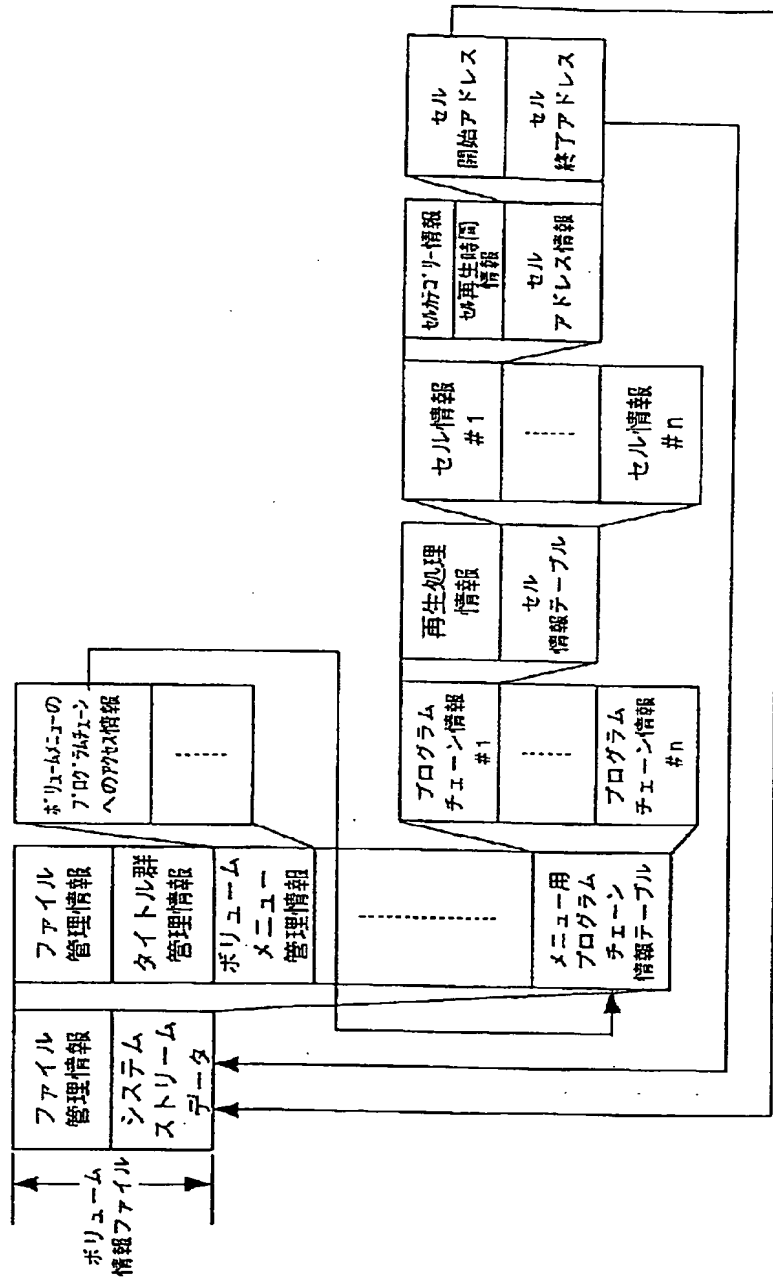 ボリューム
情報ファイル
ファイル
管理情報
システム
ストリーム
データ
ファイル
管理情報
タイトル群
管理情報
ボリューム
メニュー
管理情報
メニュー用
プログラム
チェーン
情報テーブル
ボリュームメニューの
プログラムチェーン
へのアクセス情報
プログラム
チェーン情報
#1
プログラム
チェーン情報
#n
再生処理
情報
セル
情報テーブル
セル情報
#1
セル情報
#n
セルカテゴリー情報
セル再生時間
情報
セル
アドレス情報
セル
開始アドレス
セル
終了アドレス